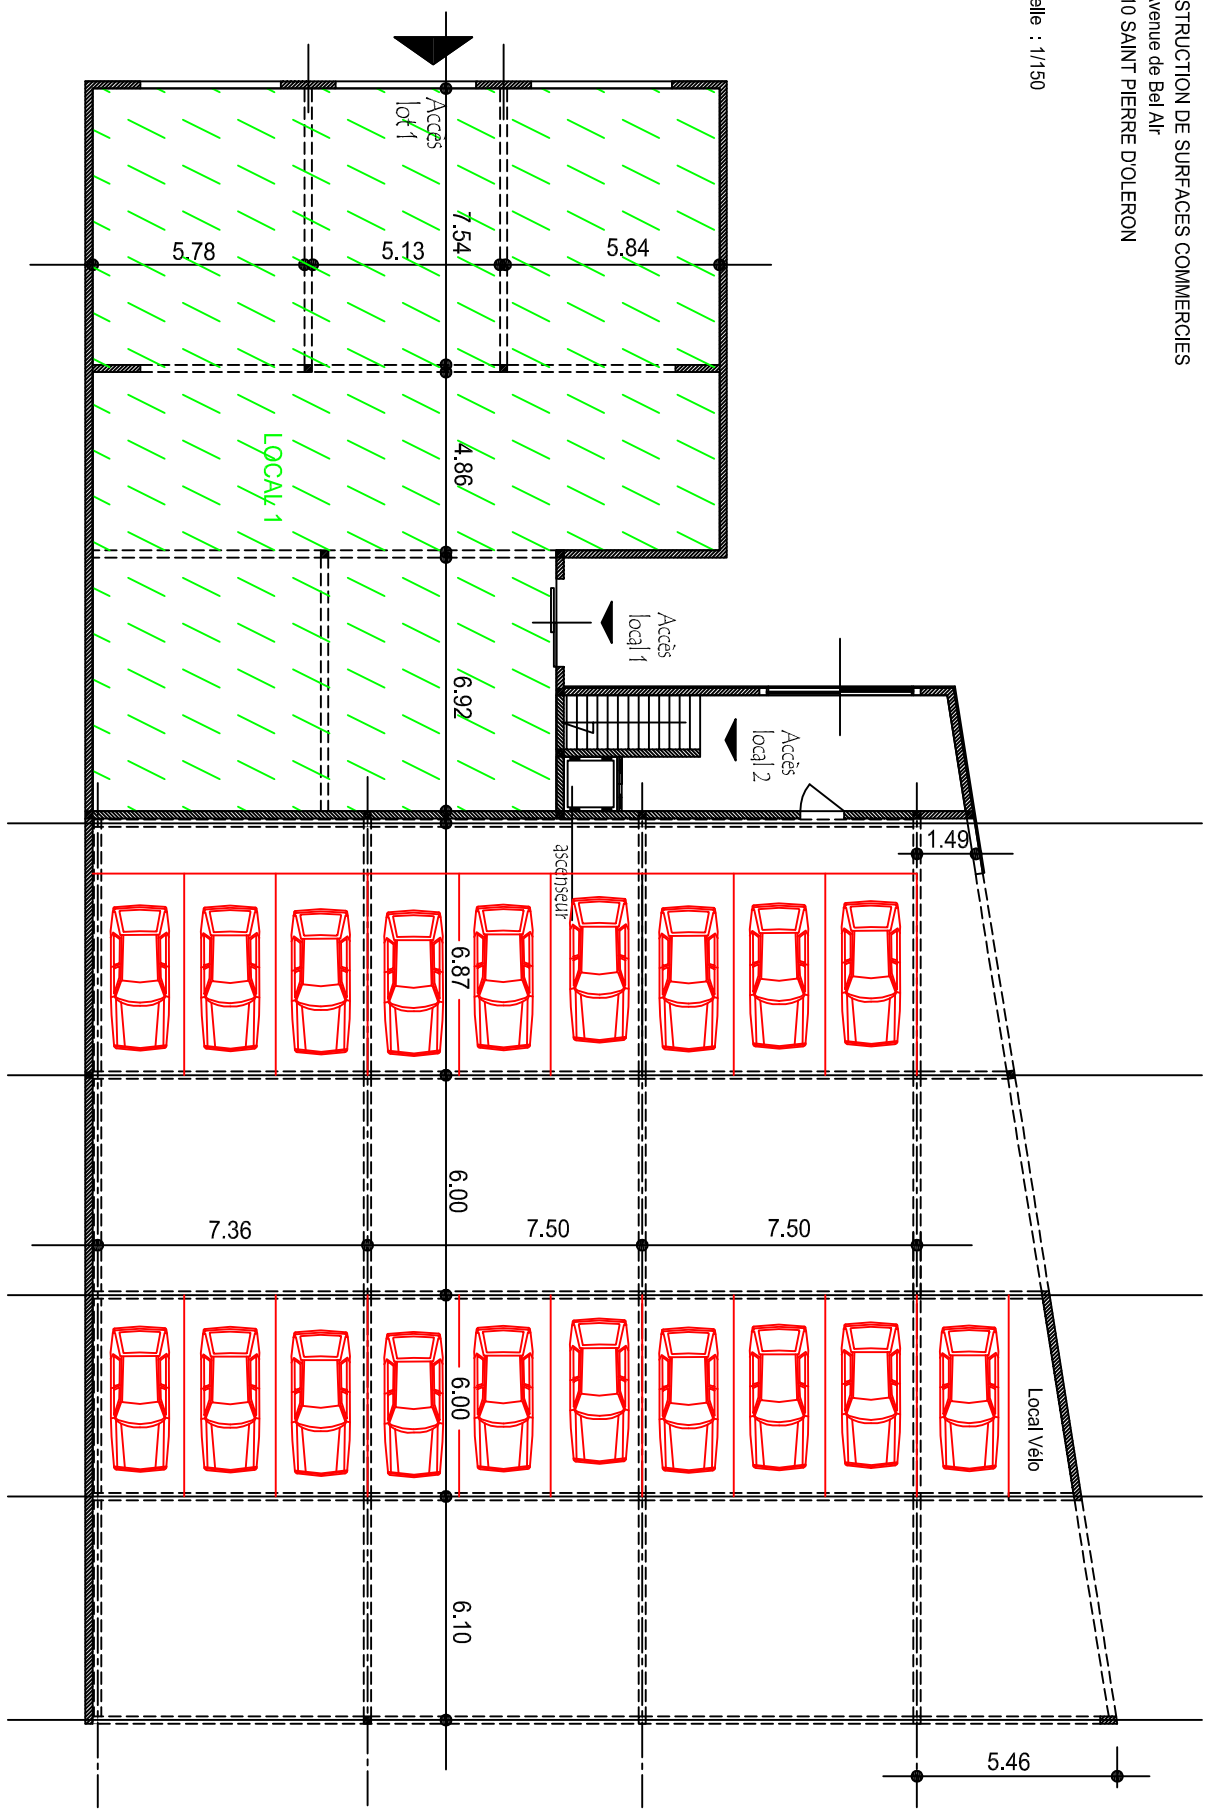 STRUCTION DE SURFACES COMMERCIES
Avenue de Bel Air
10 SAINT PIERRE D'OLERON
elle : 1/150
Accès
lot 1
7.54
5.78
5.13
5.84
4.86
LOCAL 1
Accès
local 1
6.92
Accès
local 2
1.49
ascenseur
6.87
6.00
7.36
7.50
7.50
6.00
Local Vélo
6.10
5.46